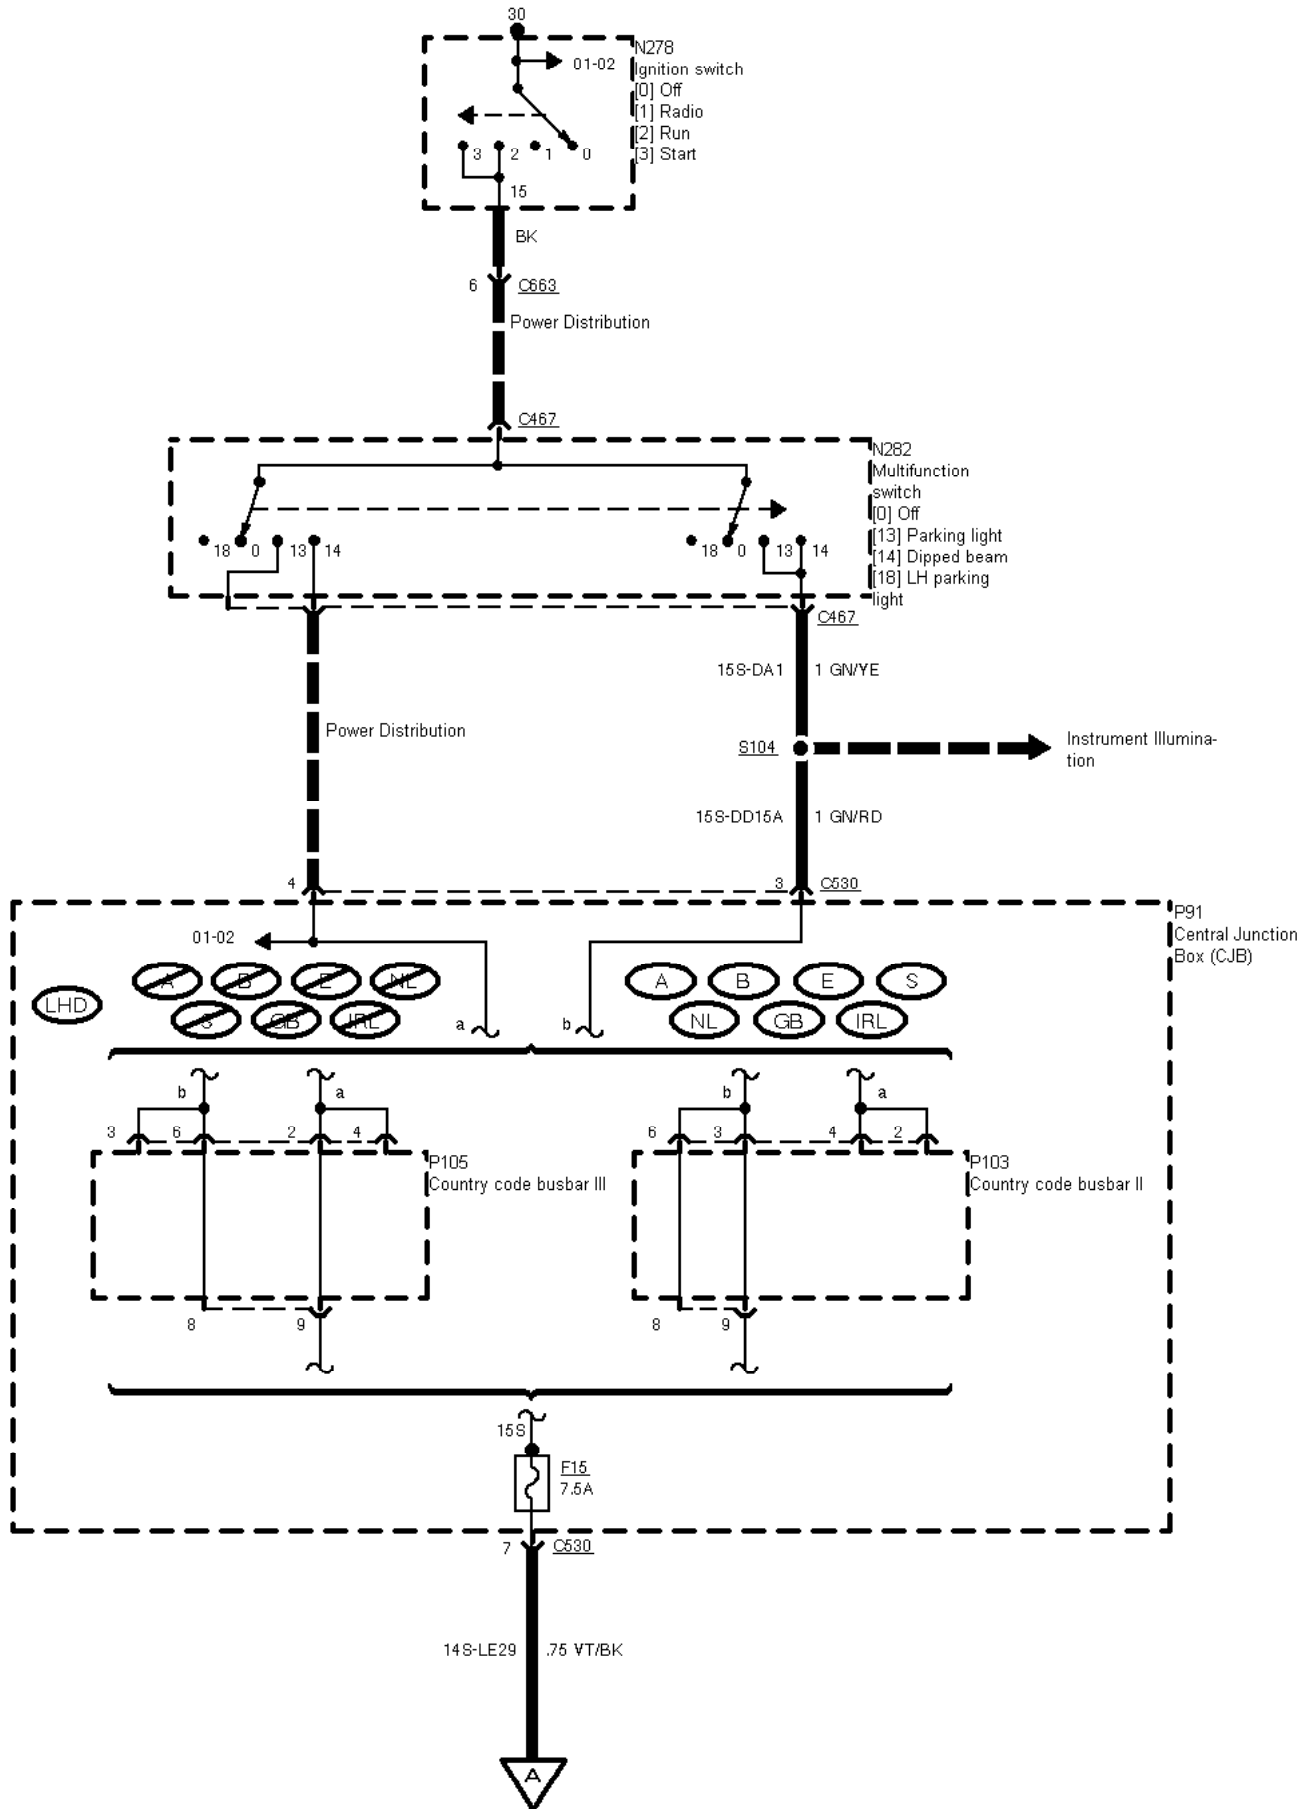 30
N278
01-02
Ignition switch
[0] Off
[1] Radio
[2] Run
[3] Start
3 2 1 0
15
BK
6 C663
Power Distribution
C467
N282
Multifunction
switch
[0] Off
[13] Parking light
[14] Dipped beam
[18] LH parking
light
18 0 13 14
18 0 13 14
C467
15S-DA1 1 GN/YE
Power Distribution
S104
Instrument Illumina-
tion
15S-DD15A 1 GN/RD
4 3 C530
P91
Central Junction
Box (CJB)
01-02
A B E NL
A B E S
LHD
S GB IRL
NL GB IRL
a b
b a
b a
3 6 2 4
6 3 4 2
P105
Country code busbar III
P103
Country code busbar II
8 9
8 9
15S
F15
7.5A
7 C530
14S-LE29 .75 VT/BK
A